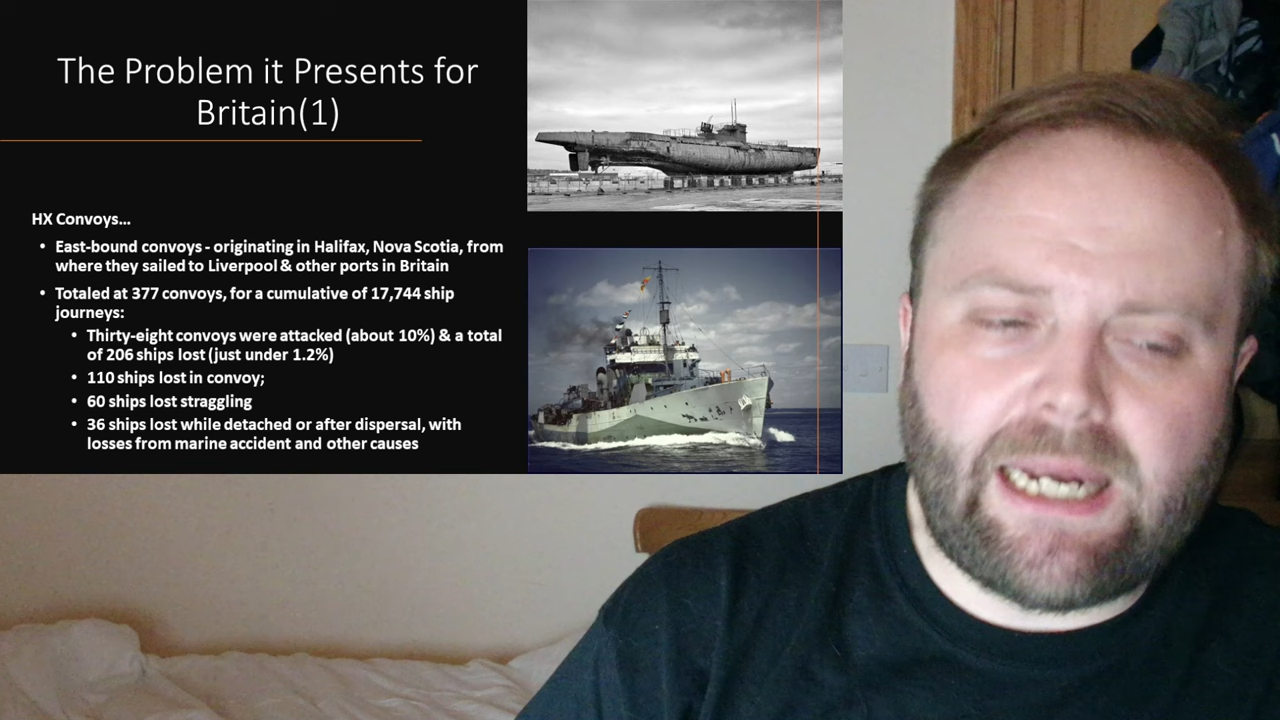 The Problem it Presents for
Britain(1)
HX Convoys...
• East-bound convoys - originating in Halifax, Nova Scotia, from
where they sailed to Liverpool & other ports in Britain
• Totaled at 377 convoys, for a cumulative of 17,744 ship
journeys:
• Thirty-eight convoys were attacked (about 10%) & a total
of 206 ships lost (just under 1.2%)
• 110 ships lost in convoy;
• 60 ships lost straggling
• 36 ships lost while detached or after dispersal, with
losses from marine accident and other causes